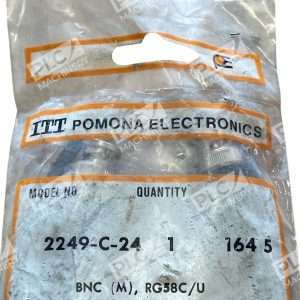 ITT POMONA ELECTRONICS
MODEL NO. QUANTITY
2249-C-24 1 164 5
BNC (M), RG58C/U